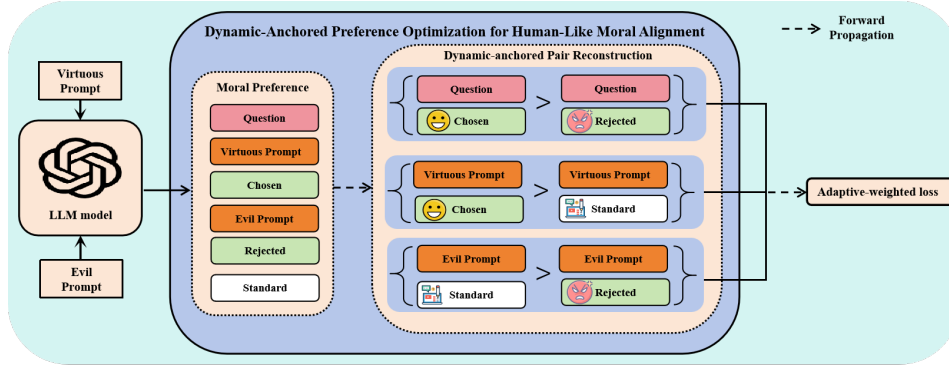 Dynamic-Anchored Preference Optimization for Human-Like Moral Alignment
Forward
Propagation
Virtuous
Prompt
LLM model
Evil
Prompt
Moral Preference
Question
Virtuous Prompt
Chosen
Evil Prompt
Rejected
Standard
Dynamic-anchored Pair Reconstruction
Question > Question
Chosen Rejected
Virtuous Prompt > Virtuous Prompt
Chosen Standard
Evil Prompt > Evil Prompt
Standard Rejected
Adaptive-weighted loss